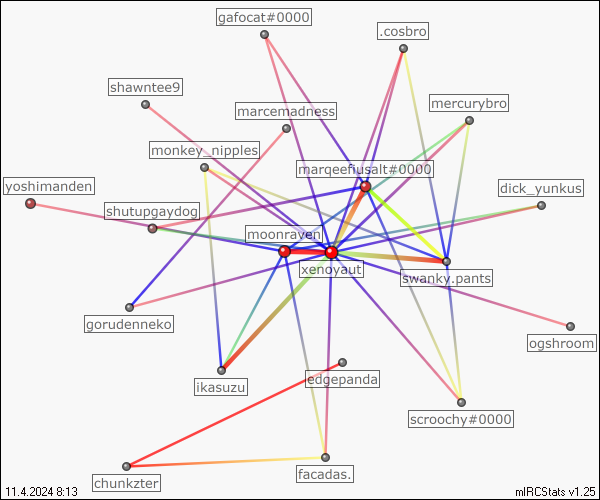 gafocat#0000
.cosbro
shawntee9
mercurybro
marcemadness
monkey_nipples
marqeefiusalt#0000
yoshimanden
dick_yunkus
shutupgaydog
moonrayen
xenoyaut
swanky.pants
gorudenneko
ogshroom
edgepanda
ikasuzu
scroochy#0000
facadas.
chunkzter
11.4.2024 8:13
mIRCStats v1.25